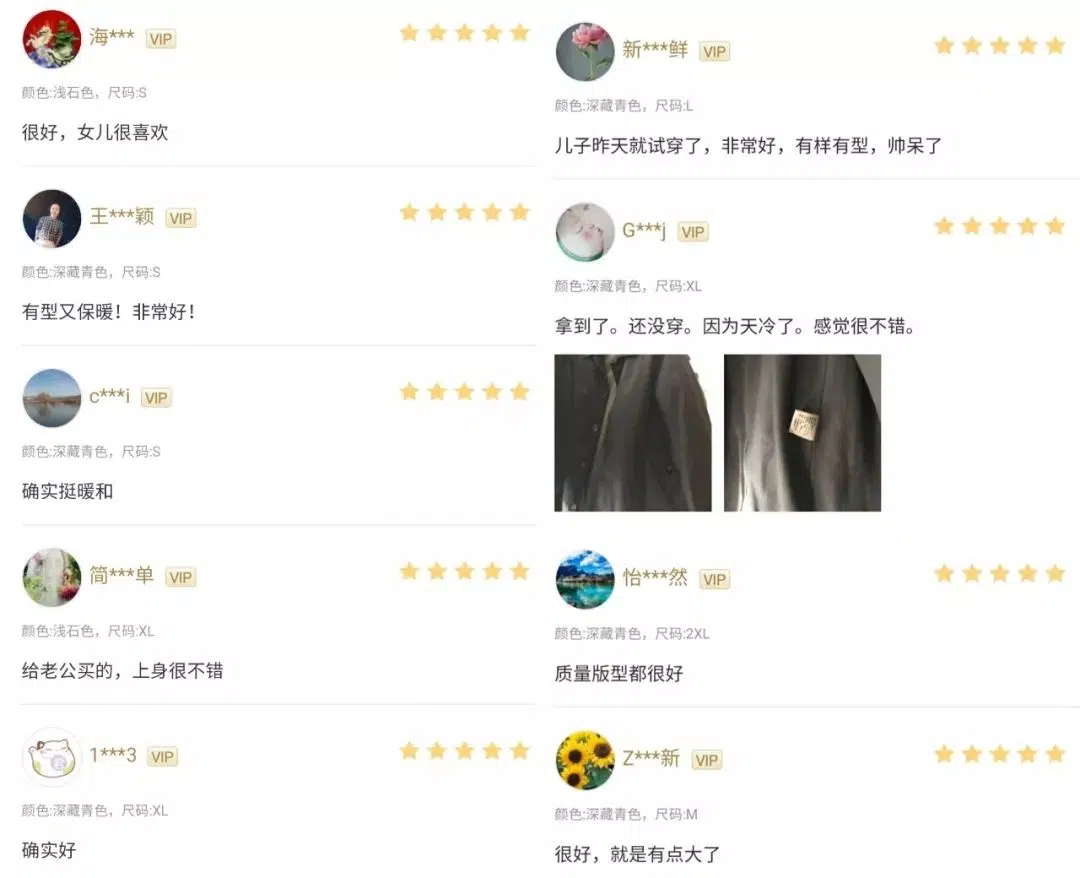 海***
VIP
颜色:浅石色，尺码:S
很好，女儿很喜欢
王***颖
VIP
颜色:深藏青色，尺码:S
有型又保暖！非常好！
c***i
VIP
颜色:深藏青色，尺码:S
确实挺暖和
简***单
VIP
颜色:浅石色，尺码:XL
给老公买的，上身很不错
1***3
VIP
颜色:深藏青色，尺码:XL
确实好
新***鲜
VIP
颜色:深藏青色，尺码:L
儿子昨天就试穿了，非常好，有样有型，帅呆了
G***j
VIP
颜色:深藏青色，尺码:XL
拿到了。还没穿。因为天冷了。感觉很不错。
怡***然
VIP
颜色:深藏青色，尺码:2XL
质量版型都很好
Z***新
VIP
颜色:深藏青色，尺码:M
很好，就是有点大了